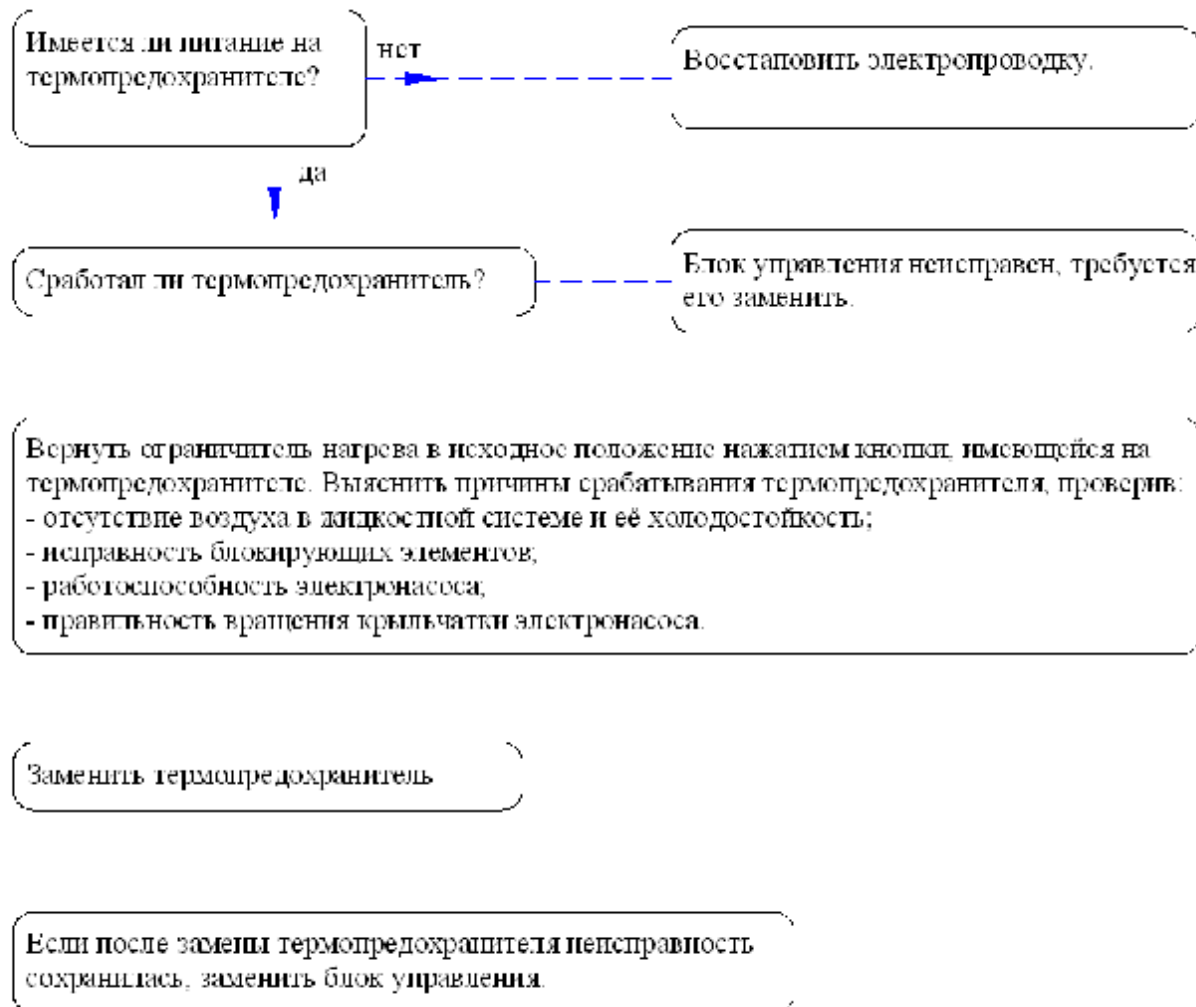 Имеется ли питание на
термопредохранителе?
нет
Восстановить электропроводку.
да
Сработал ли термопредохранитель?
Блок управления неисправен, требуется
его заменить.
Вернуть ограничитель нагрева в исходное положение нажатием кнопки, имеющейся на
термопредохранителе. Выяснить причины срабатывания термопредохранителя, проверив:
- отсутствие воздуха в жидкостной системе и её холодостойкость;
- исправность блокирующих элементов;
- работоспособность электронасоса;
- правильность вращения крыльчатки электронасоса.
Заменить термопредохранитель
Если после замены термопредохранителя неисправность
сохранилась, заменить блок управления.